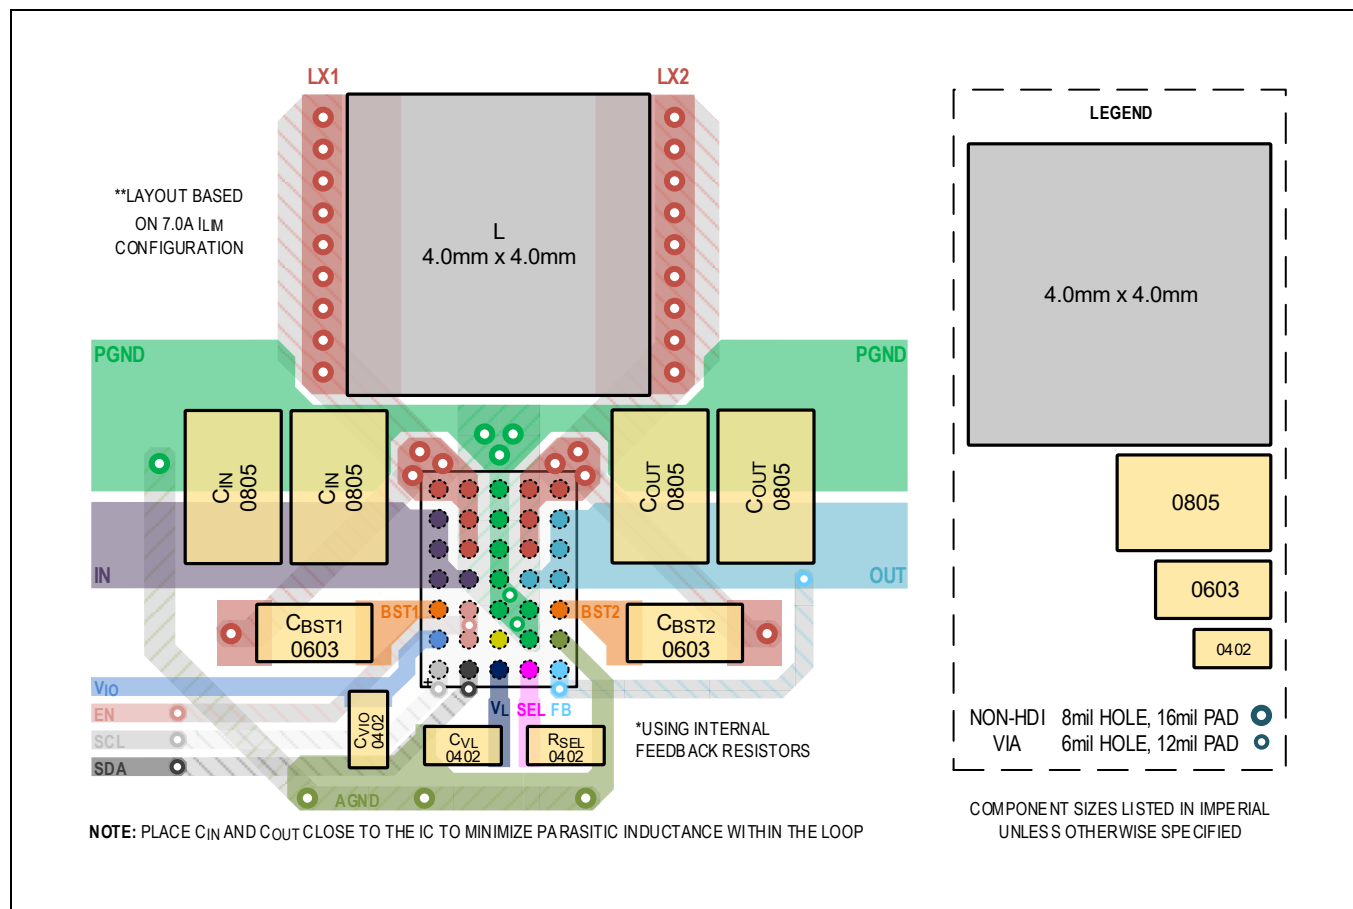 LX1
LX2
**LAYOUT BASED
ON 7.0A ILIM
CONFIGURATION
L
4.0mm x 4.0mm
PGND
PGND
CIN
0805
CIN
0805
COUT
0805
COUT
0805
IN
OUT
BST1
BST2
CBST1
0603
CBST2
0603
VIO
EN
SCL
SDA
CVIO
0402
+
VL
SEL
FB
CVL
0402
RSEL
0402
*USING INTERNAL
FEEDBACK RESISTORS
AGND
NOTE: PLACE CIN AND COUT CLOSE TO THE IC TO MINIMIZE PARASITIC INDUCTANCE WITHIN THE LOOP
LEGEND
4.0mm x 4.0mm
0805
0603
0402
NON-HDI 8mil HOLE, 16mil PAD
VIA 6mil HOLE, 12mil PAD
COMPONENT SIZES LISTED IN IMPERIAL
UNLESS OTHERWISE SPECIFIED